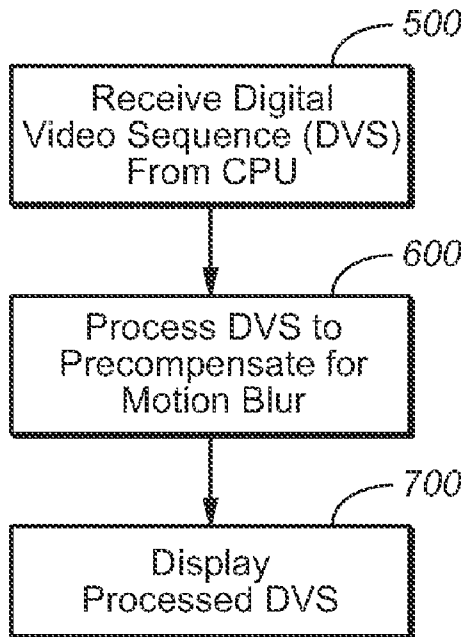 500
Receive Digital
Video Sequence (DVS)
From CPU
600
Process DVS to
Precompensate for
Motion Blur
700
Display
Processed DVS